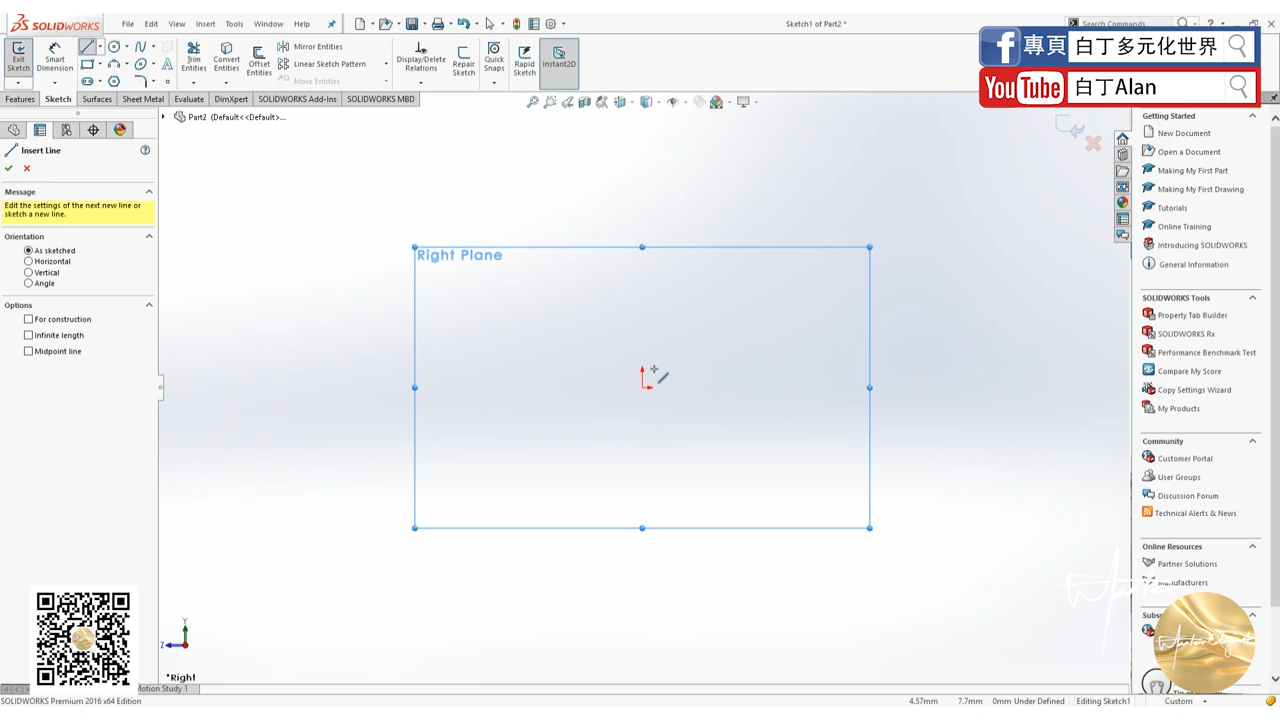 SOLIDWORKS
File Edit View Insert Tools Window Help
Sketch1 of Part2 *
Search Commands
Exit Sketch
Smart Dimension
Trim Entities
Convert Entities
Offset Entities
Mirror Entities
Linear Sketch Pattern
Move Entities
Display/Delete Relations
Repair Sketch
Quick Snaps
Rapid Sketch
Instant2D
專頁 白丁多元化世界
YouTube 白丁Alan
Features Sketch Surfaces Sheet Metal Evaluate DimXpert SOLIDWORKS Add-Ins SOLIDWORKS MBD
Part2 (Default<<Default>...
Insert Line
Message
Edit the settings of the next new line or
sketch a new line.
Orientation
As sketched
Horizontal
Vertical
Angle
Options
For construction
Infinite length
Midpoint line
Right Plane
Getting Started
New Document
Open a Document
Making My First Part
Making My First Drawing
Tutorials
Online Training
Introducing SOLIDWORKS
General Information
SOLIDWORKS Tools
Property Tab Builder
SOLIDWORKS Rx
Performance Benchmark Test
Compare My Score
Copy Settings Wizard
My Products
Community
Customer Portal
User Groups
Discussion Forum
Technical Alerts & News
Online Resources
Partner Solutions
Manufacturers
Y
Z
*Right
Motion Study 1
SOLIDWORKS Premium 2016 x64 Edition
4.57mm 7.7mm 0mm Under Defined Editing Sketch1 Custom